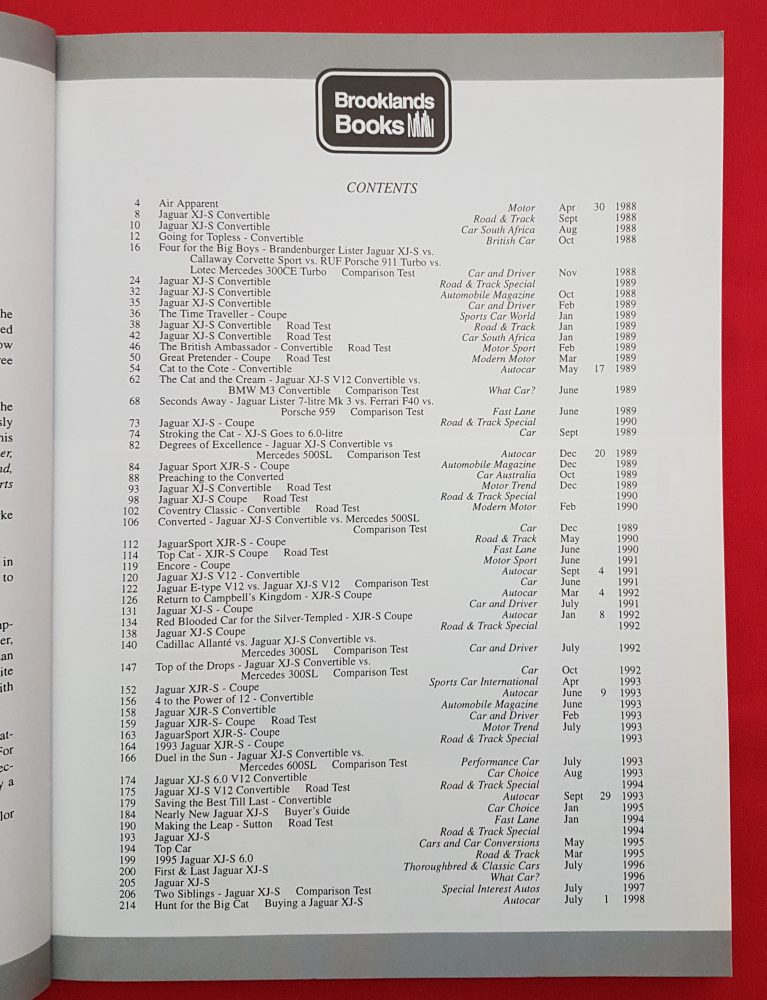 he
ed
ow
ree
he
sly
his
er,
nd,
rts
ke
in
to
ap-
er,
an
ite
ith
at-
For
ec-
y a
lor
Brooklands
Books
CONTENTS
4 Air Apparent Motor Apr 30 1988
8 Jaguar XJ-S Convertible Road & Track Sept 1988
10 Jaguar XJ-S Convertible Car South Africa Aug 1988
12 Going for Topless - Convertible British Car Oct 1988
16 Four for the Big Boys - Brandenburger Lister Jaguar XJ-S vs.
Callaway Corvette Sport vs. RUF Porsche 911 Turbo vs.
Lotec Mercedes 300CE Turbo Comparison Test Car and Driver Nov 1988
24 Jaguar XJ-S Convertible Road & Track Special 1989
32 Jaguar XJ-S Convertible Automobile Magazine Oct 1988
35 Jaguar XJ-S Convertible Car and Driver Feb 1989
36 The Time Traveller - Coupe Sports Car World Jan 1989
38 Jaguar XJ-S Convertible Road Test Road & Track Jan 1989
42 Jaguar XJ-S Convertible Car South Africa Jan 1989
46 The British Ambassador - Convertible Road Test Motor Sport Feb 1989
50 Great Pretender - Coupe Road Test Modern Motor Mar 1989
54 Cat to the Cote - Convertible Autocar May 17 1989
62 The Cat and the Cream - Jaguar XJ-S V12 Convertible vs.
BMW M3 Convertible Comparison Test What Car? June 1989
68 Seconds Away - Jaguar Lister 7-litre Mk 3 vs. Ferrari F40 vs.
Porsche 959 Comparison Test Fast Lane June 1989
73 Jaguar XJ-S - Coupe Road & Track Special 1990
74 Stroking the Cat - XJ-S Goes to 6.0-litre Car Sept 1989
82 Degrees of Excellence - Jaguar XJ-S Convertible vs
Mercedes 500SL Comparison Test Autocar Dec 20 1989
84 Jaguar Sport XJR-S - Coupe Automobile Magazine Dec 1989
88 Preaching to the Converted Car Australia Oct 1989
93 Jaguar XJ-S Convertible Road Test Motor Trend Dec 1989
98 Jaguar XJ-S Coupe Road Test Road & Track Special 1990
102 Coventry Classic - Convertible Road Test Modern Motor Feb 1990
106 Converted - Jaguar XJ-S Convertible vs. Mercedes 500SL
Comparison Test Car Dec 1989
112 JaguarSport XJR-S - Coupe Road & Track May 1990
114 Top Cat - XJR-S Coupe Road Test Fast Lane June 1990
119 Encore - Coupe Motor Sport June 1991
120 Jaguar XJ-S V12 - Convertible Autocar Sept 4 1991
122 Jaguar E-type V12 vs. Jaguar XJ-S V12 Comparison Test Car June 1991
126 Return to Campbell's Kingdom - XJR-S Coupe Autocar Mar 4 1992
131 Jaguar XJ-S - Coupe Car and Driver July 1991
134 Red Blooded Car for the Silver-Templed - XJR-S Coupe Autocar Jan 8 1992
138 Jaguar XJ-S Coupe Road & Track Special 1992
140 Cadillac Allanté vs. Jaguar XJ-S Convertible vs.
Mercedes 300SL Comparison Test Car and Driver July 1992
147 Top of the Drops - Jaguar XJ-S Convertible vs.
Mercedes 300SL Comparison Test Car Oct 1992
152 Jaguar XJR-S - Coupe Sports Car International Apr 1993
156 4 to the Power of 12 - Convertible Autocar June 9 1993
158 Jaguar XJR-S Convertible Automobile Magazine June 1993
159 Jaguar XJR-S- Coupe Road Test Car and Driver Feb 1993
163 JaguarSport XJR-S- Coupe Motor Trend July 1993
164 1993 Jaguar XJR-S - Coupe Road & Track Special 1993
166 Duel in the Sun - Jaguar XJ-S Convertible vs.
Mercedes 600SL Comparison Test Performance Car July 1993
174 Jaguar XJ-S 6.0 V12 Convertible Car Choice Aug 1993
175 Jaguar XJ-S V12 Convertible Road Test Road & Track Special 1994
179 Saving the Best Till Last - Convertible Autocar Sept 29 1993
184 Nearly New Jaguar XJ-S Buyer's Guide Car Choice Jan 1995
190 Making the Leap - Sutton Road Test Fast Lane Jan 1994
193 Jaguar XJ-S Road & Track Special 1994
194 Top Car Cars and Car Conversions May 1995
199 1995 Jaguar XJ-S 6.0 Road & Track Mar 1995
200 First & Last Jaguar XJ-S Thoroughbred & Classic Cars July 1996
205 Jaguar XJ-S What Car? 1996
206 Two Siblings - Jaguar XJ-S Comparison Test Special Interest Autos July 1997
214 Hunt for the Big Cat Buying a Jaguar XJ-S Autocar July 1 1998